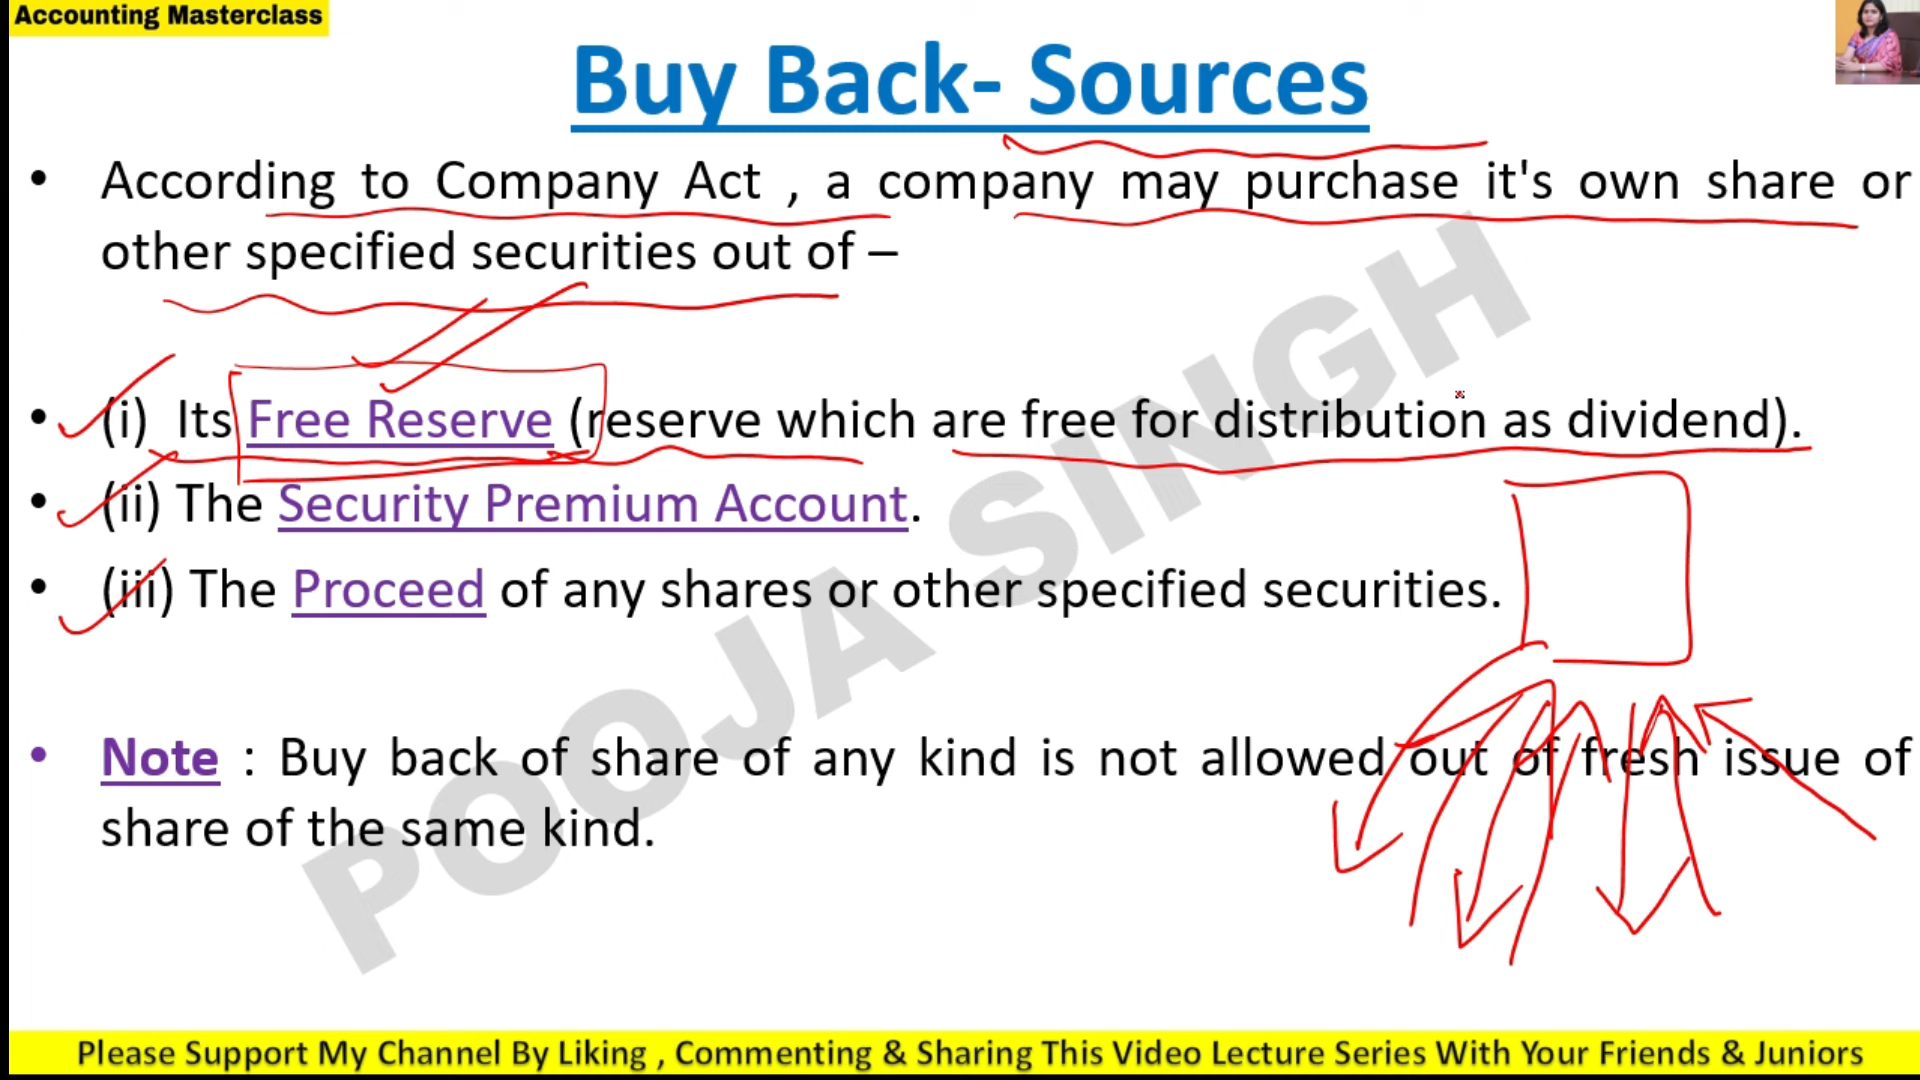 Accounting Masterclass
Buy Back- Sources
• According to Company Act , a company may purchase it's own share or
other specified securities out of –
• (i) Its Free Reserve (reserve which are free for distribution as dividend).
• (ii) The Security Premium Account.
• (iii) The Proceed of any shares or other specified securities.
• Note : Buy back of share of any kind is not allowed out of fresh issue of
share of the same kind.
POOJA SINGH
Please Support My Channel By Liking , Commenting & Sharing This Video Lecture Series With Your Friends & Juniors